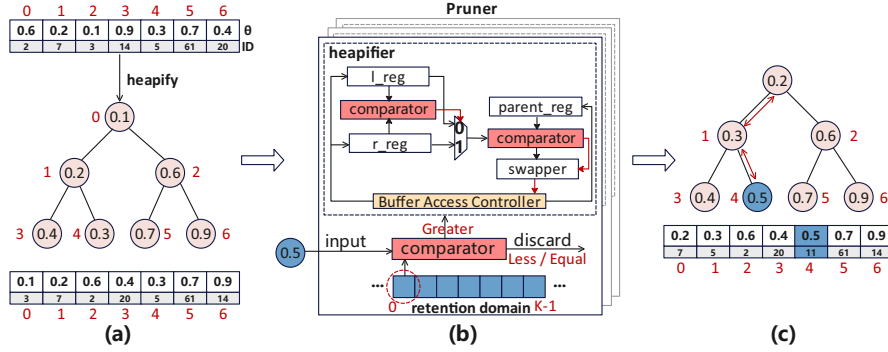 0 1 2 3 4 5 6
0.6 0.2 0.1 0.9 0.3 0.7 0.4 θ
2 7 3 14 5 61 20 ID
heapify
0 0.1
1 0.2 0.6 2
3 0.4 4 0.3 0.7 5 0.9 6
0.1 0.2 0.6 0.4 0.3 0.7 0.9
3 7 2 20 5 61 14
0 1 2 3 4 5 6
(a)
Pruner
heapifier
l_reg
comparator
r_reg
0
1
parent_reg
comparator
swapper
Buffer Access Controller
Greater
0.5 input comparator discard
Less / Equal
... ...
0 retention domain K-1
(b)
0.2
1 0.3 0.6 2
3 0.4 4 0.5 0.7 5 0.9 6
0.2 0.3 0.6 0.4 0.5 0.7 0.9
7 5 2 20 11 61 14
0 1 2 3 4 5 6
(c)